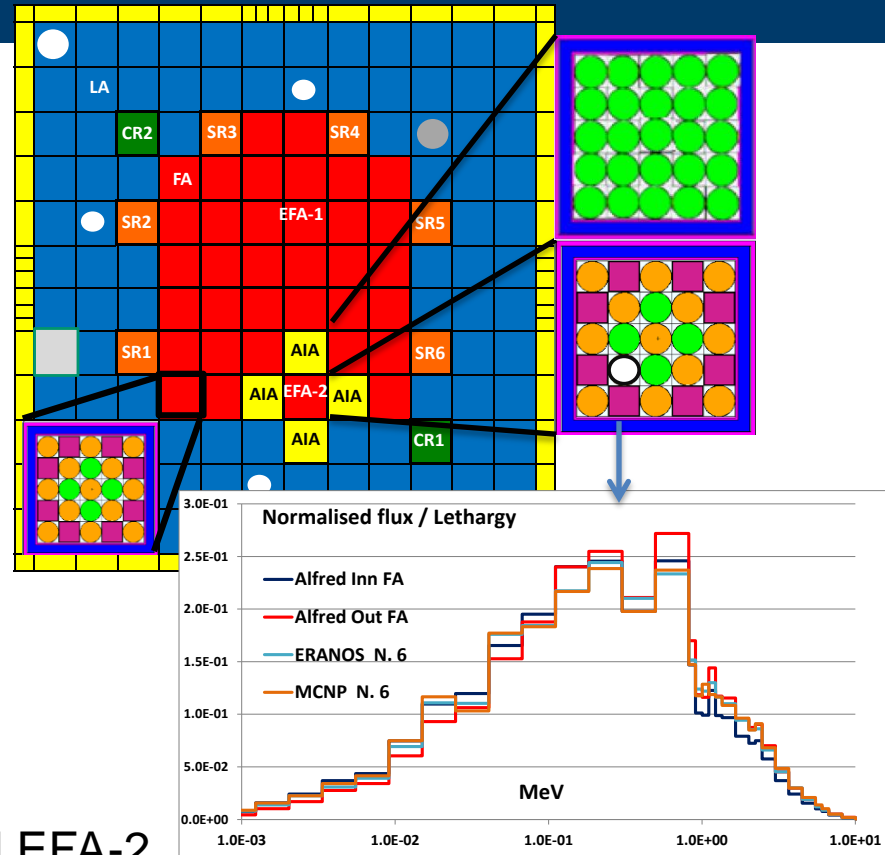 LA
CR2 SR3 SR4
FA
SR2 EFA-1 SR5
SR1 AIA SR6
AIA EFA-2 AIA
AIA CR1
3.0E-01
Normalised flux / Lethargy
2.5E-01
Alfred Inn FA
Alfred Out FA
2.0E-01
ERANOS N. 6
1.5E-01
MCNP N. 6
1.0E-01
5.0E-02
MeV
0.0E+00
1.0E-03 1.0E-02 1.0E-01 1.0E+00 1.0E+01
EFA-2